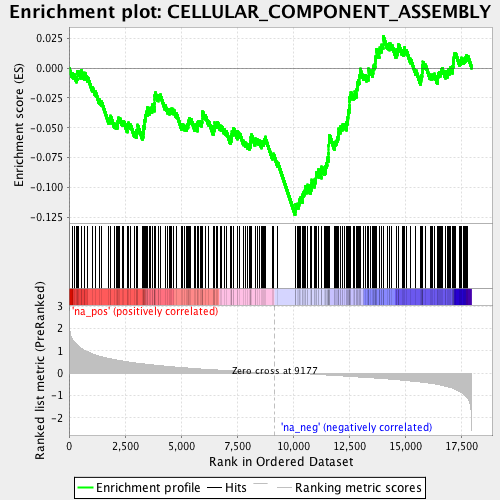 Enrichment plot: CELLULAR_COMPONENT_ASSEMBLY
Enrichment score (ES)
0.025
0.000
-0.025
-0.050
-0.075
-0.100
-0.125
Ranked list metric (PreRanked)
3
2
1
0
-1
-2
'na_pos' (positively correlated)
Zero cross at 9177
'na_neg' (negatively correlated)
0
2,500
5,000
7,500
10,000
12,500
15,000
17,500
Rank in Ordered Dataset
Enrichment profile
Hits
Ranking metric scores